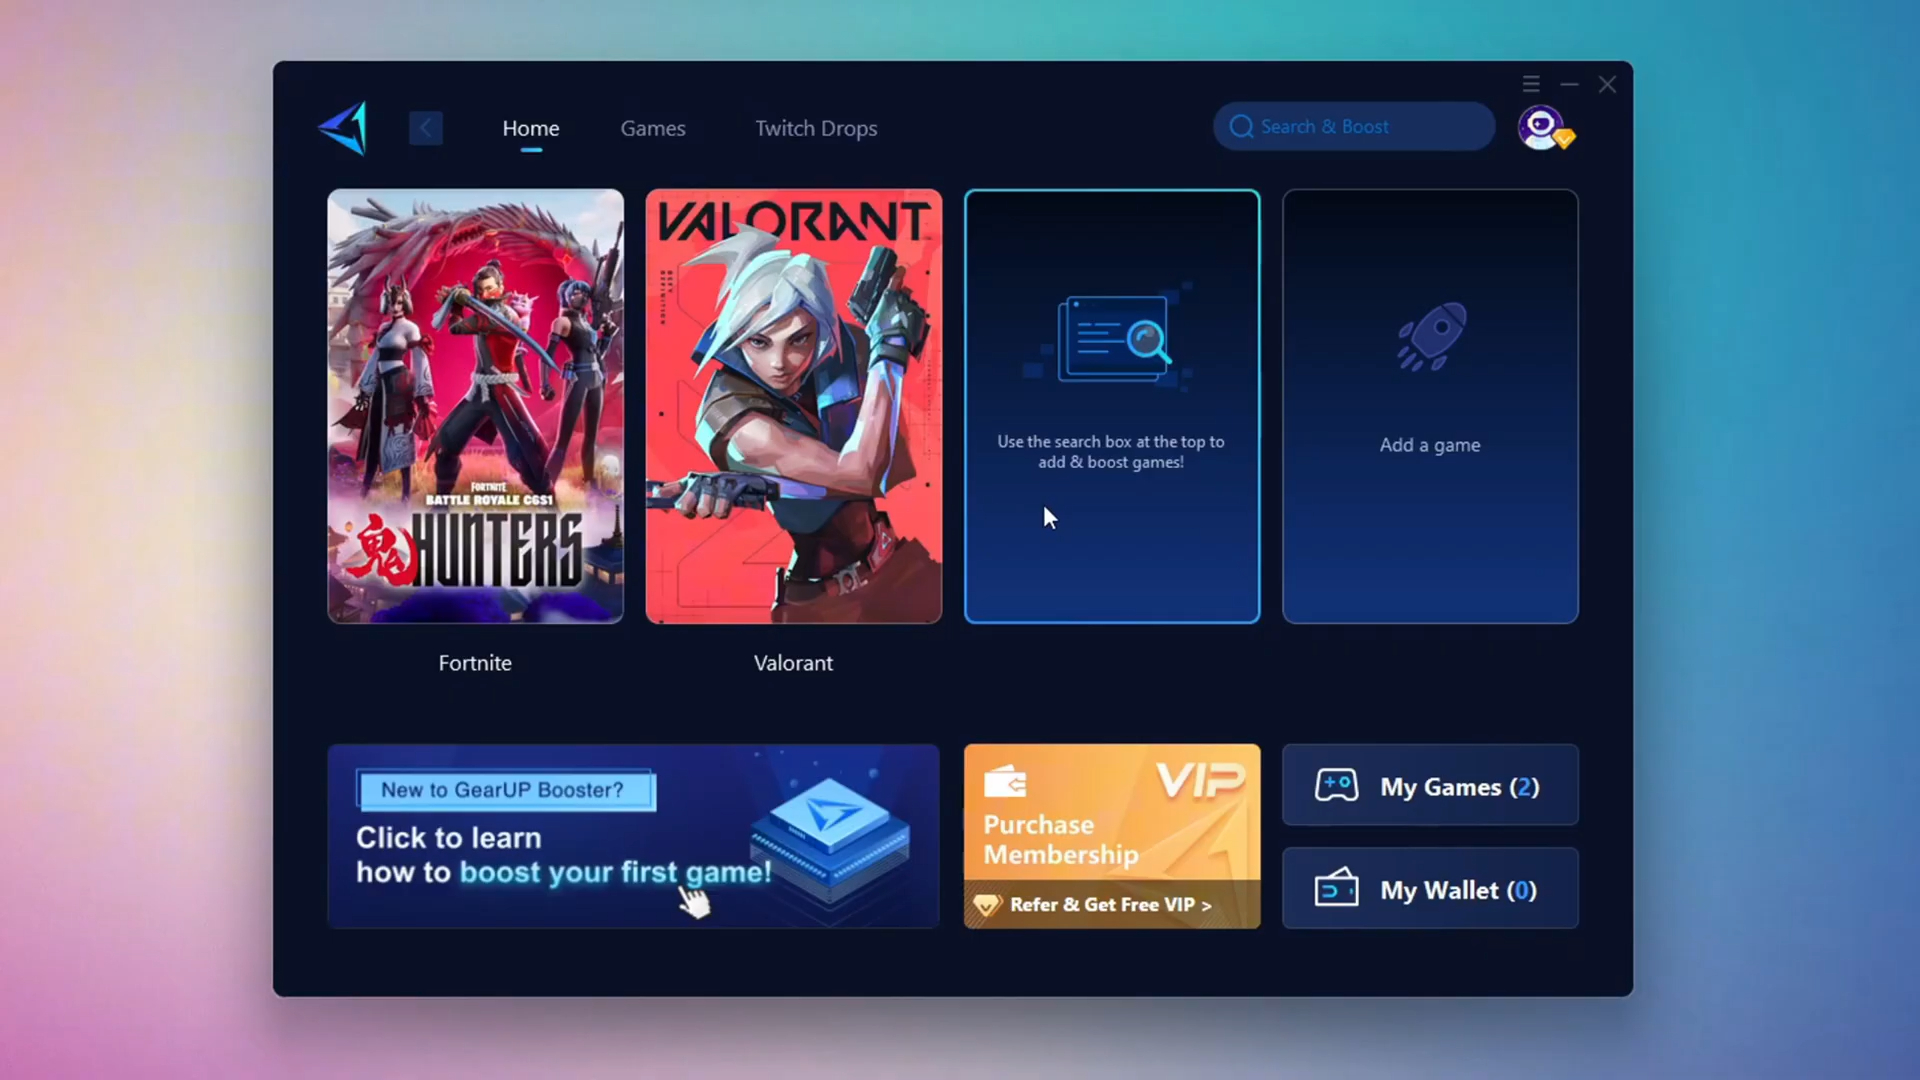 Home
Games
Twitch Drops
Search & Boost
FORTNITE
BATTLE ROYALE CGS1
鬼 HUNTERS
VALORANT
Use the search box at the top to
add & boost games!
Add a game
Fortnite
Valorant
New to GearUP Booster?
Click to learn
how to boost your first game!
VIP
Purchase
Membership
Refer & Get Free VIP >
My Games (2)
My Wallet (0)